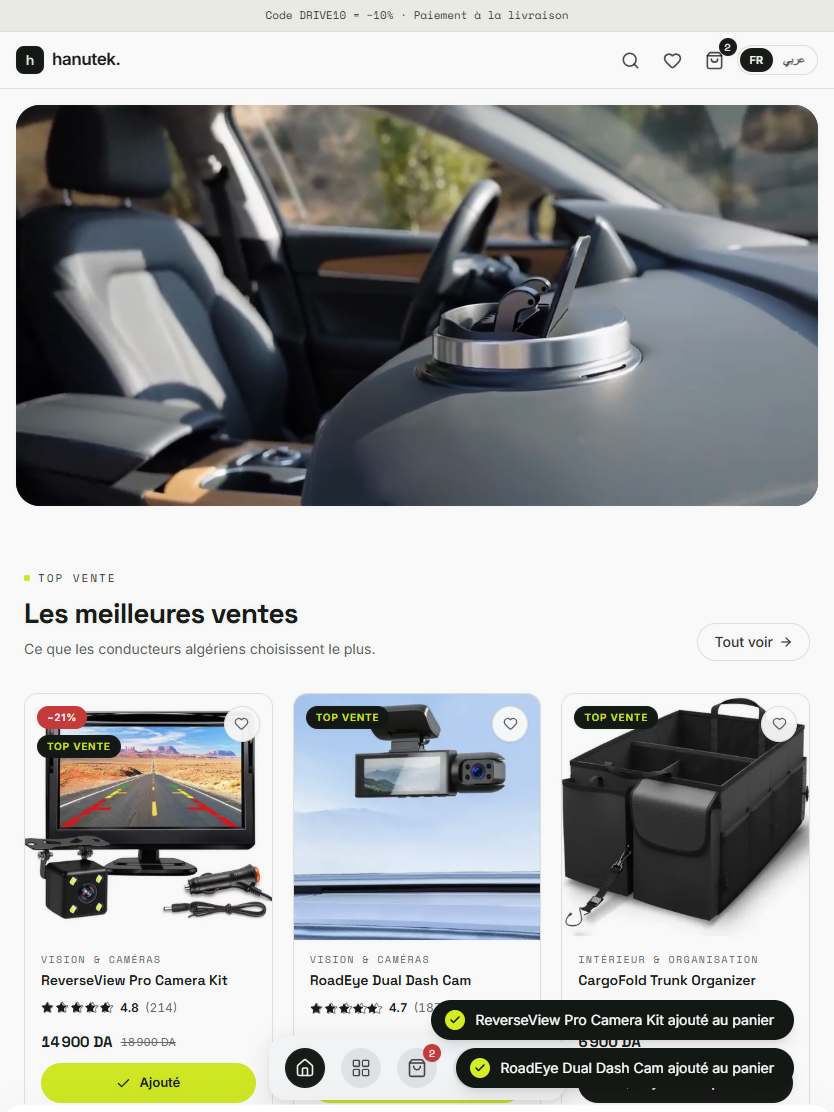 Code DRIVE10 = −10% · Paiement à la livraison
h hanutek.
2
FR عربي
TOP VENTE
Les meilleures ventes
Ce que les conducteurs algériens choisissent le plus.
Tout voir →
−21%
TOP VENTE
TOP VENTE
TOP VENTE
VISION & CAMÉRAS
ReverseView Pro Camera Kit
4.8 (214)
14 900 DA 18 900 DA
Ajouté
VISION & CAMÉRAS
RoadEye Dual Dash Cam
4.7
INTÉRIEUR & ORGANISATION
CargoFold Trunk Organizer
6 900 DA
ReverseView Pro Camera Kit ajouté au panier
2
RoadEye Dual Dash Cam ajouté au panier